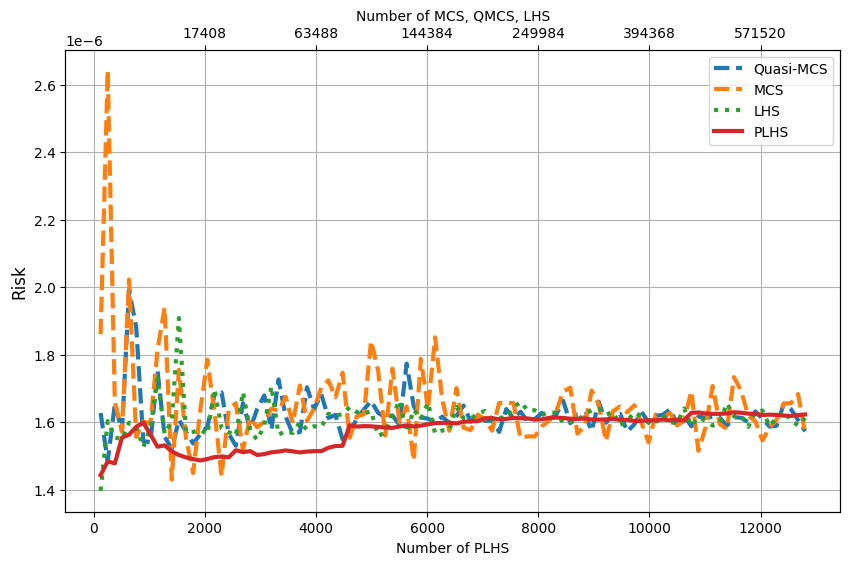 Number of MCS, QMCS, LHS
17408 63488 144384 249984 394368 571520
1e−6
Quasi-MCS
MCS
LHS
PLHS
2.6
2.4
2.2
2.0
1.8
1.6
1.4
Risk
0 2000 4000 6000 8000 10000 12000
Number of PLHS